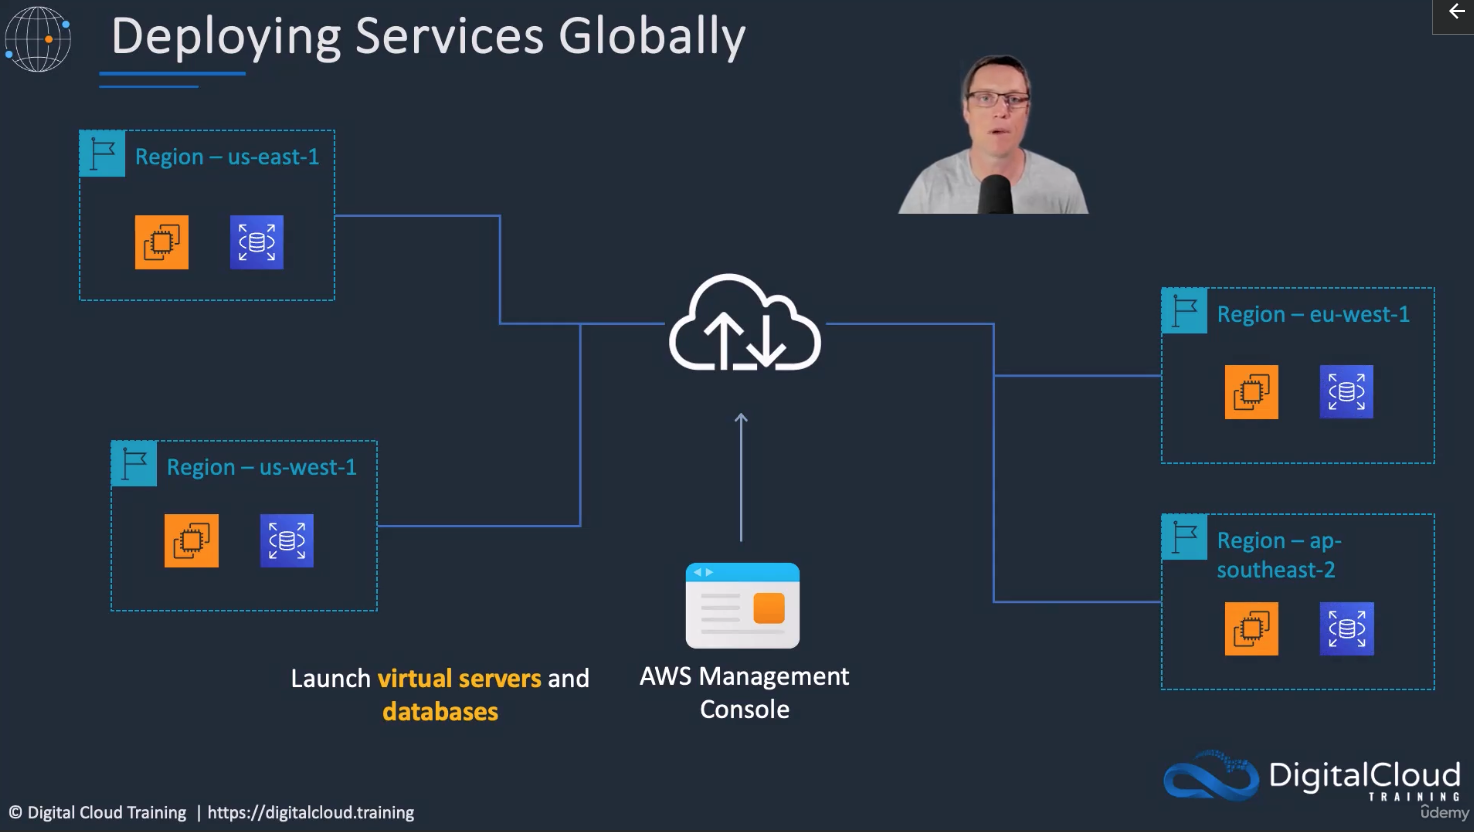 Deploying Services Globally
Region – us-east-1
Region – eu-west-1
Region – us-west-1
Region – ap-
southeast-2
Launch virtual servers and
databases
AWS Management
Console
DigitalCloud
TRAINING
ûdemy
© Digital Cloud Training | https://digitalcloud.training